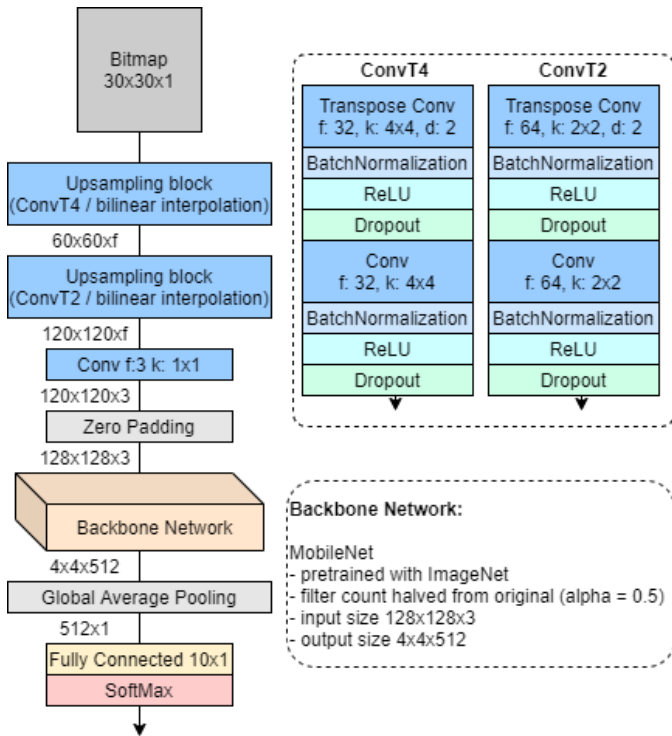 Bitmap
30x30x1
Upsampling block
(ConvT4 / bilinear interpolation)
60x60xf
Upsampling block
(ConvT2 / bilinear interpolation)
120x120xf
Conv f:3 k: 1x1
120x120x3
Zero Padding
128x128x3
Backbone Network
4x4x512
Global Average Pooling
512x1
Fully Connected 10x1
SoftMax
ConvT4
Transpose Conv
f: 32, k: 4x4, d: 2
BatchNormalization
ReLU
Dropout
Conv
f: 32, k: 4x4
BatchNormalization
ReLU
Dropout
ConvT2
Transpose Conv
f: 64, k: 2x2, d: 2
BatchNormalization
ReLU
Dropout
Conv
f: 64, k: 2x2
BatchNormalization
ReLU
Dropout
Backbone Network:
MobileNet
- pretrained with ImageNet
- filter count halved from original (alpha = 0.5)
- input size 128x128x3
- output size 4x4x512